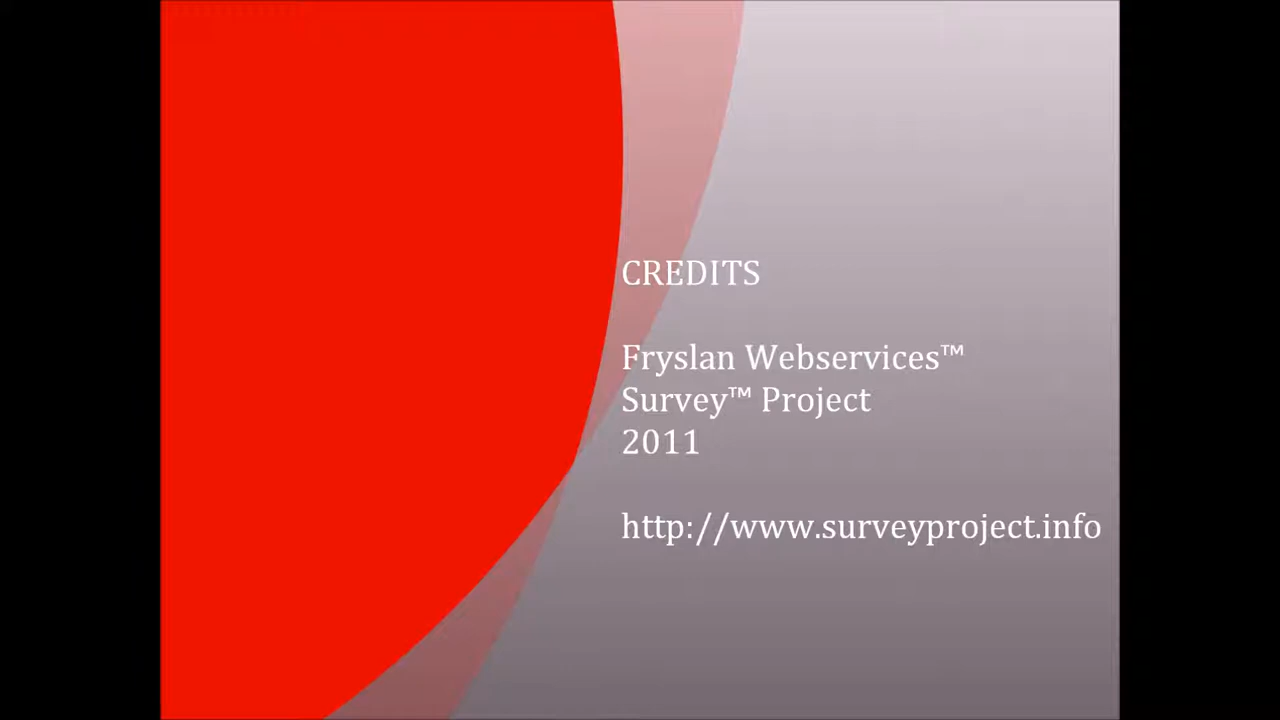 CREDITS
Fryslan Webservices™
Survey™ Project
2011
http://www.surveyproject.info